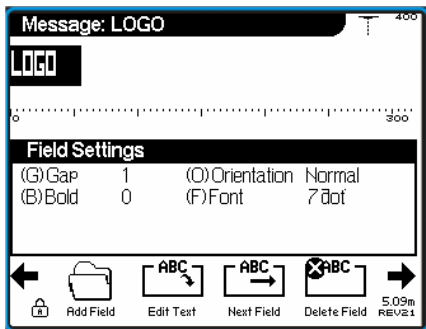 Message: LOGO
400
LOGO
0 300
Field Settings
(G) Gap 1 (O) Orientation Normal
(B) Bold 0 (F) Font 7 dot
ABC ABC ABC
Add Field Edit Text Next Field Delete Field 5.09m
REV21